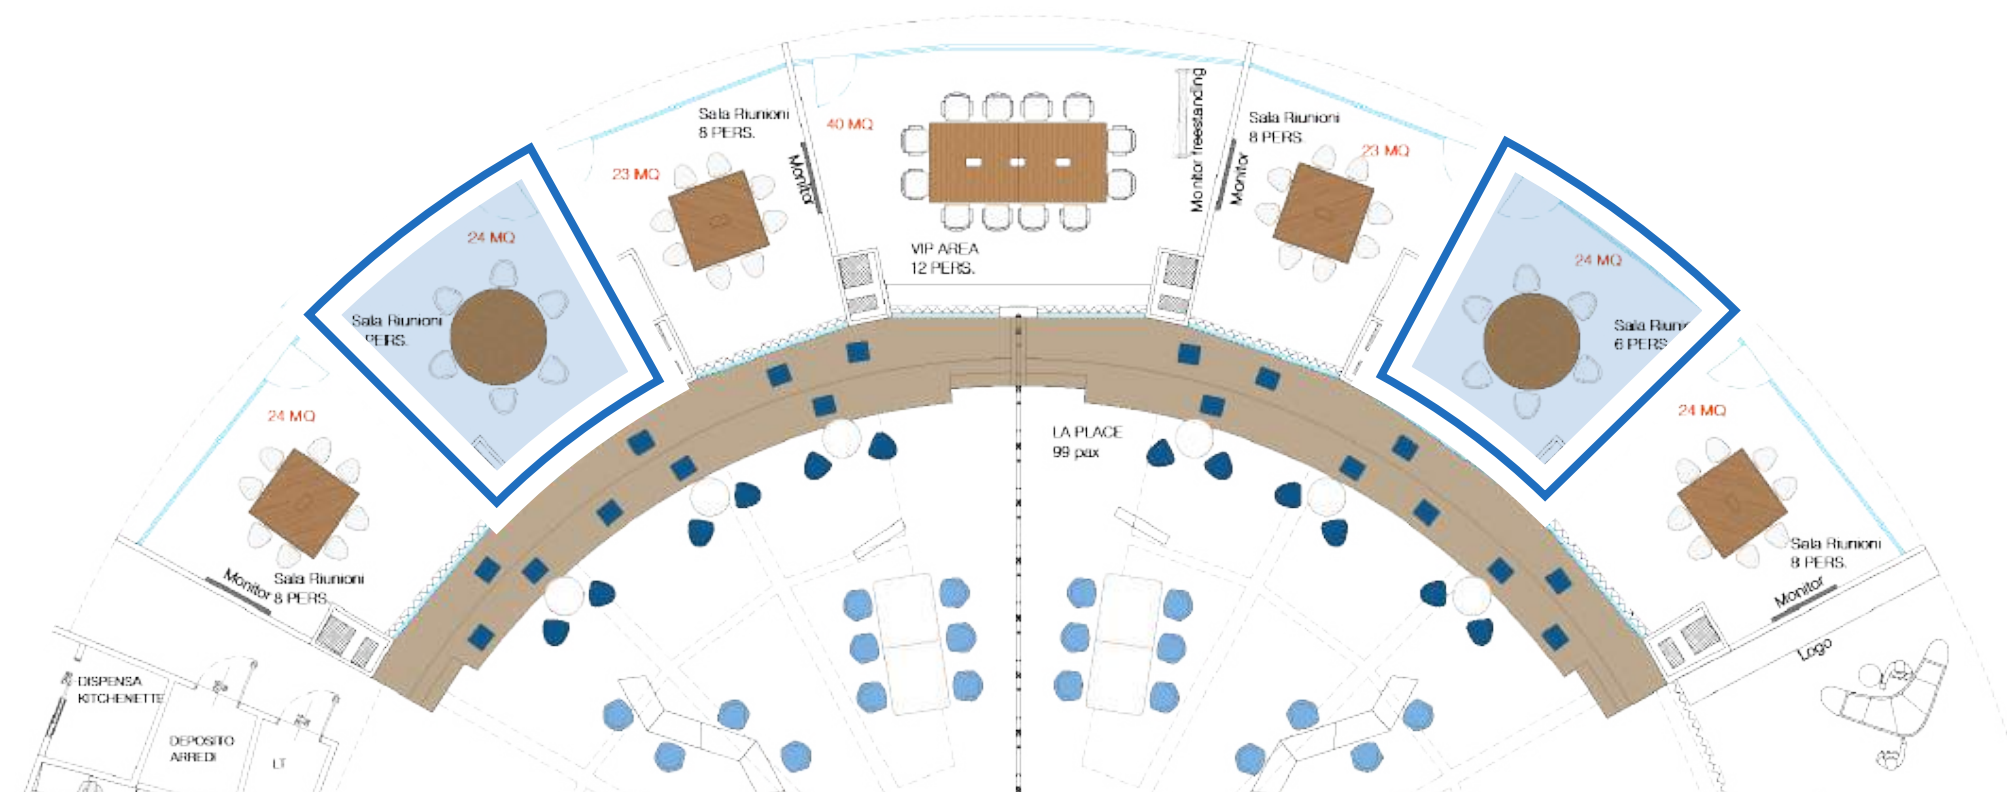 Sala Riunioni
8 PERS.
40 MQ
Monitor freestanding
Sala Riunioni
8 PERS.
23 MQ
23 MQ
Monitor
Monitor
24 MQ
VIP AREA
12 PERS.
24 MQ
Sala Riunioni
PERS.
6 PERS
24 MQ
24 MQ
LA PLACE
99 pax
Monitor
Sala Riunioni
8 PERS.
Sala Riunioni
8 PERS.
Monitor
Logo
DISPENSA
KITCHENETTE
DEPOSITO
ARREDI
LT